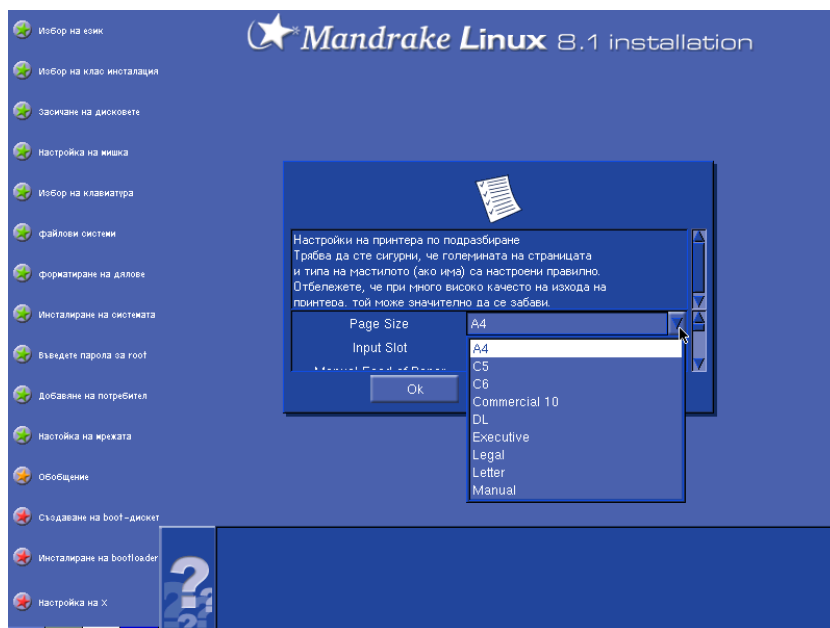 Mandrake Linux 8.1 installation
Избор на език
Избор на клас инсталация
Засичане на дисковете
Настройка на мишка
Избор на клавиатура
файлови системи
форматиране на дялове
Инсталиране на системата
Въведете парола за root
Добавяне на потребител
Настойка на мрежата
Обобщение
Създаване на boot-дискет
Инсталиране на bootloader
Настройка на X
Настройки на принтера по подразбиране
Трябва да сте сигурни, че големината на страницата
и типа на мастилото (ако има) са настроени правилно.
Отбележете, че при много високо качесто на изхода на
принтера, той може значително да се забави.
Page Size A4
Input Slot
Manual Feed of Paper
Ok
A4
C5
C6
Commercial 10
DL
Executive
Legal
Letter
Manual